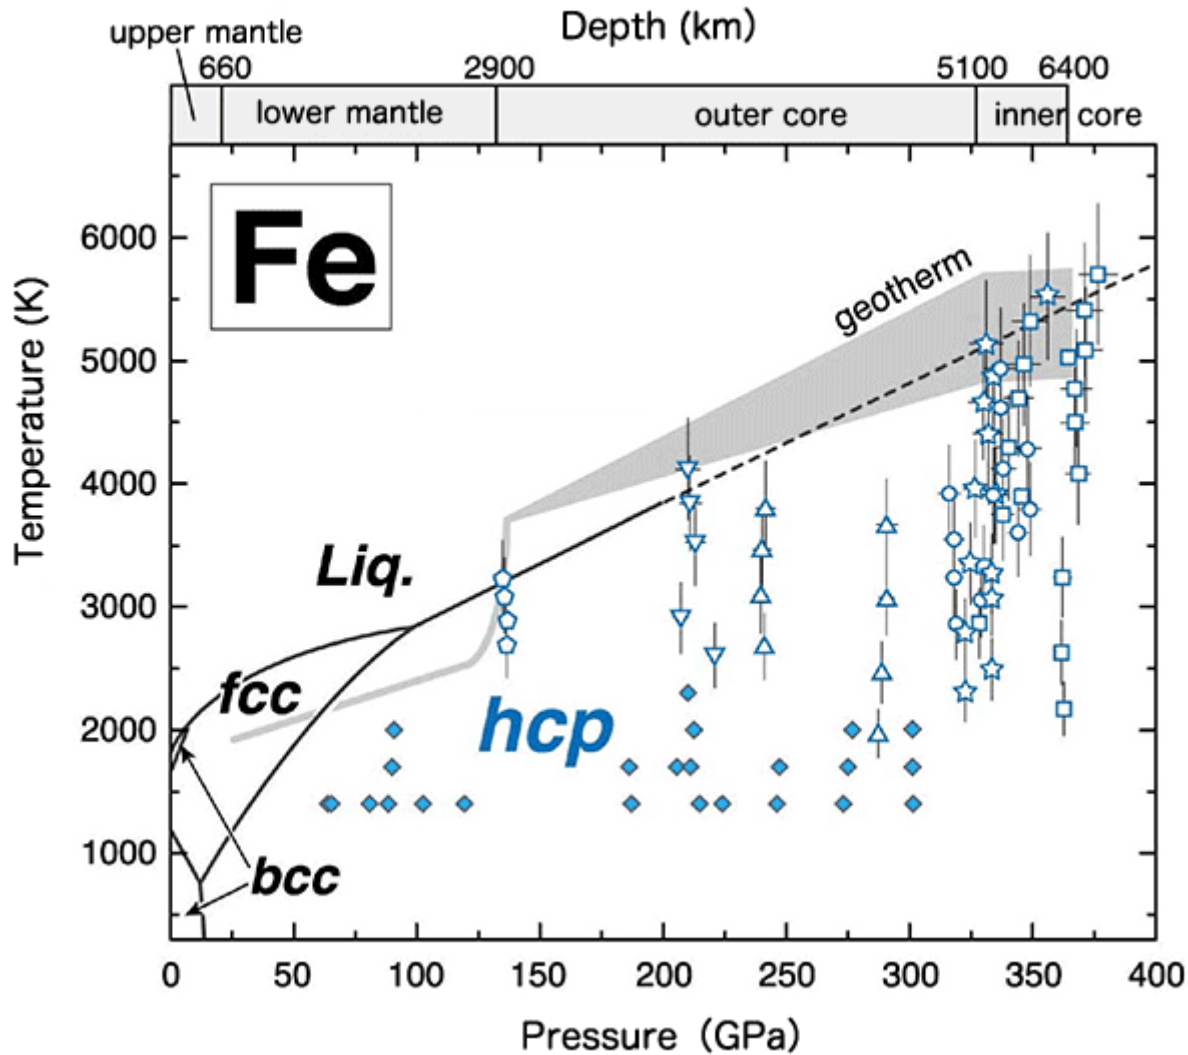 Depth (km)
upper mantle
660 2900 5100 6400
lower mantle outer core inner core
Fe
Temperature (K)
6000
5000
4000
3000
2000
1000
geotherm
Liq.
fcc
hcp
bcc
0 50 100 150 200 250 300 350 400
Pressure (GPa)